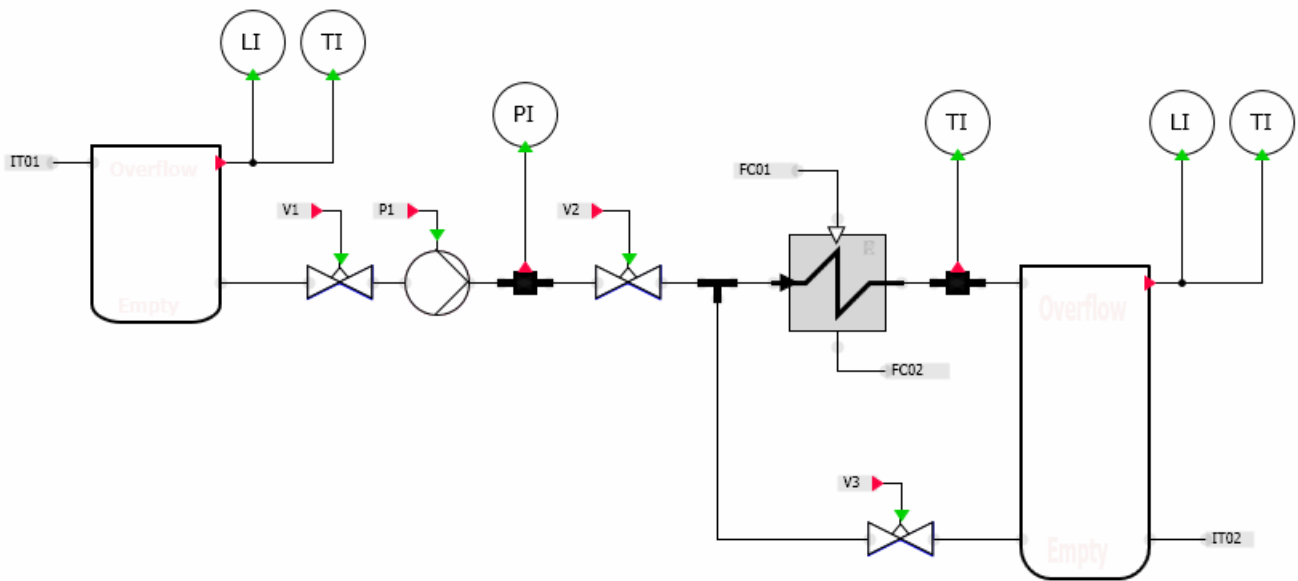 LI
TI
PI
TI
LI
TI
IT01
Overflow
FC01
V1
P1
V2
Empty
Overflow
FC02
V3
IT02
Empty